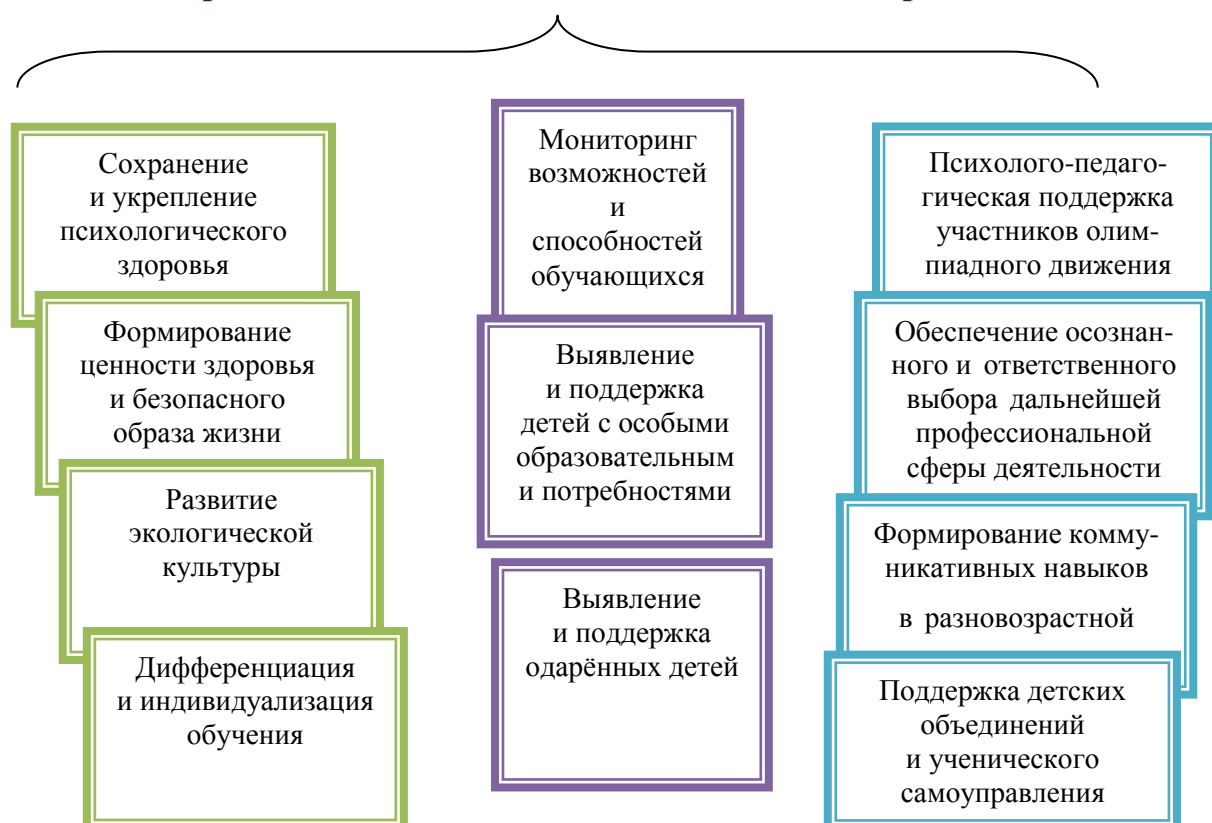 Сохранение
и укрепление
психологического
здоровья
Формирование
ценности здоровья
и безопасного
образа жизни
Развитие
экологической
культуры
Дифференциация
и индивидуализация
обучения
Мониторинг
возможностей
и
способностей
обучающихся
Выявление
и поддержка
детей с особыми
образовательным
и потребностями
Выявление
и поддержка
одарённых детей
Психолого-педаго-
гическая поддержка
участников олим-
пиадного движения
Обеспечение осознан-
ного и ответственного
выбора дальнейшей
профессиональной
сферы деятельности
Формирование комму-
никативных навыков
в разновозрастной
Поддержка детских
объединений
и ученического
самоуправления